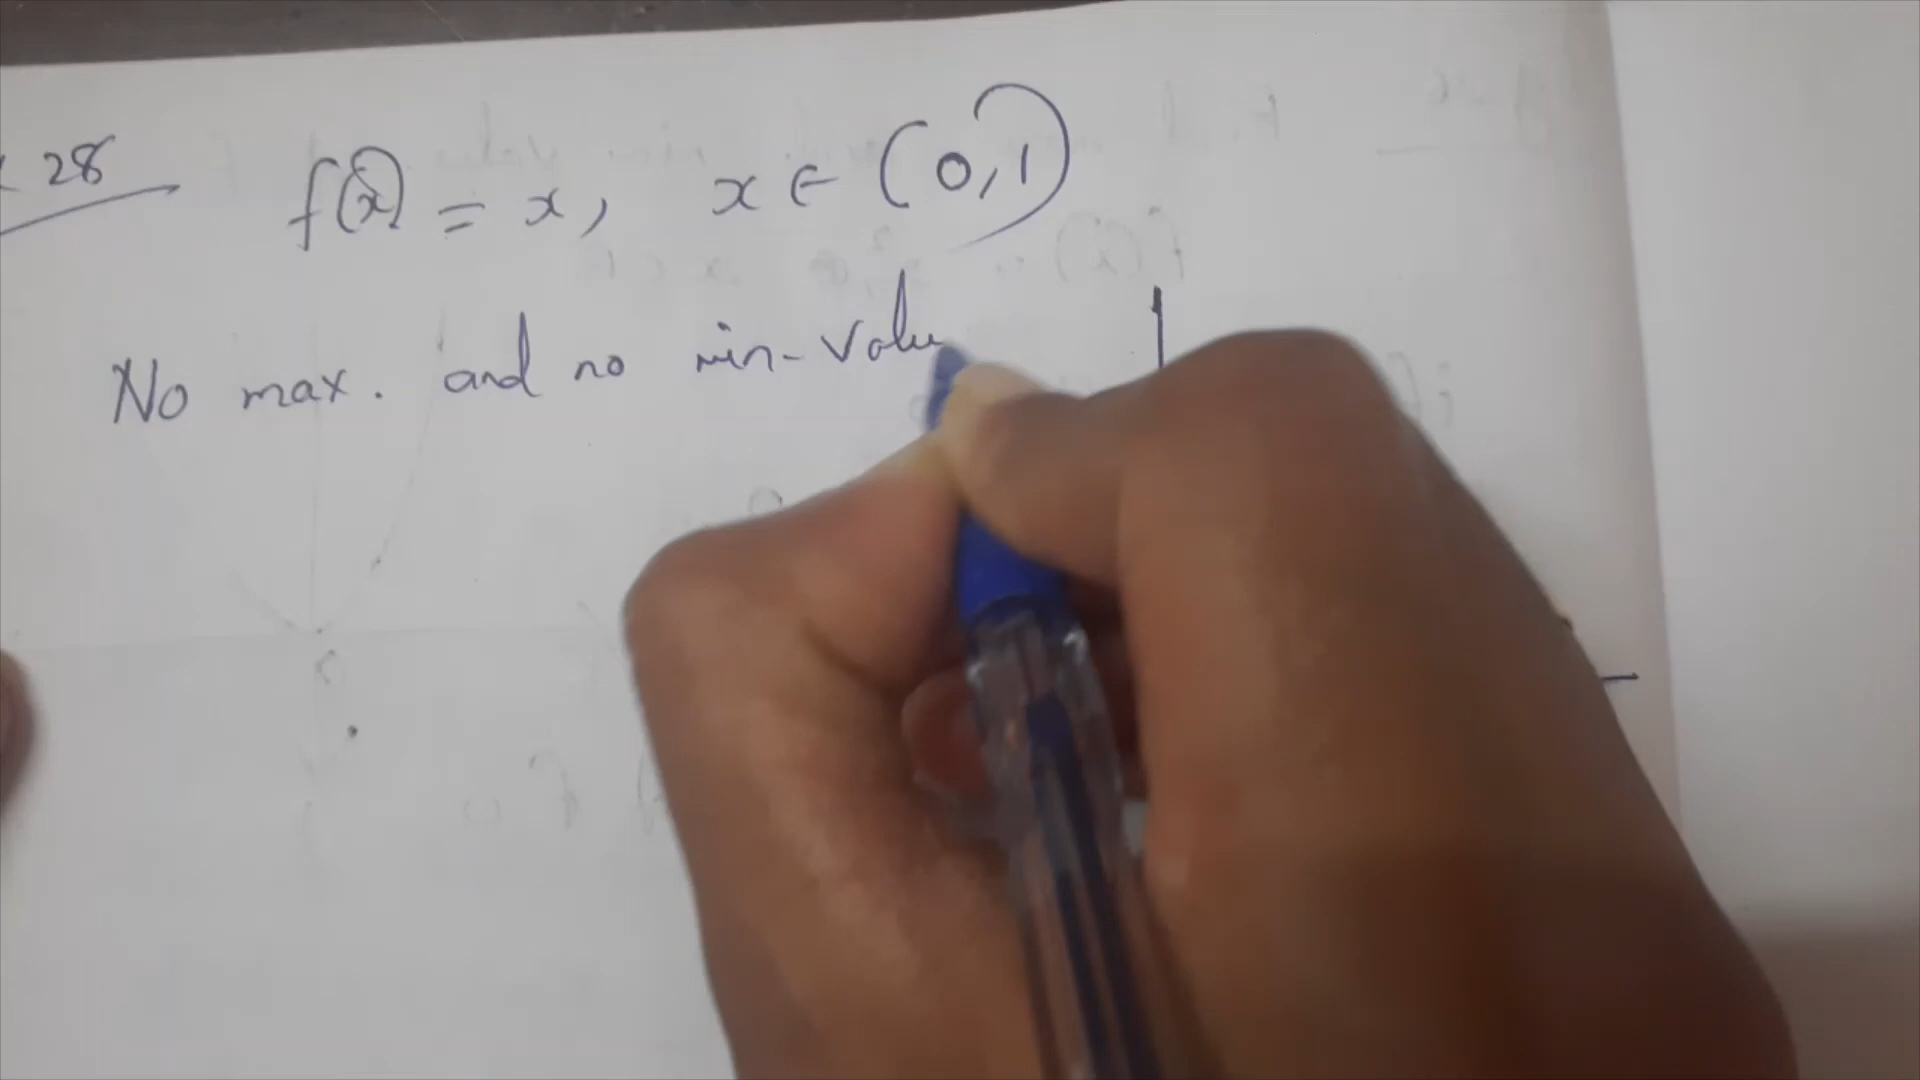 28 f(x) = x, x ∈ (0,1)
No max. and no min- Valu